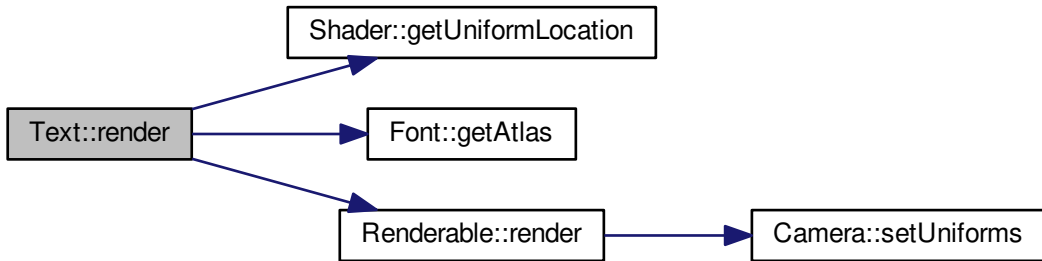 Shader::getUniformLocation
Text::render
Font::getAtlas
Renderable::render
Camera::setUniforms